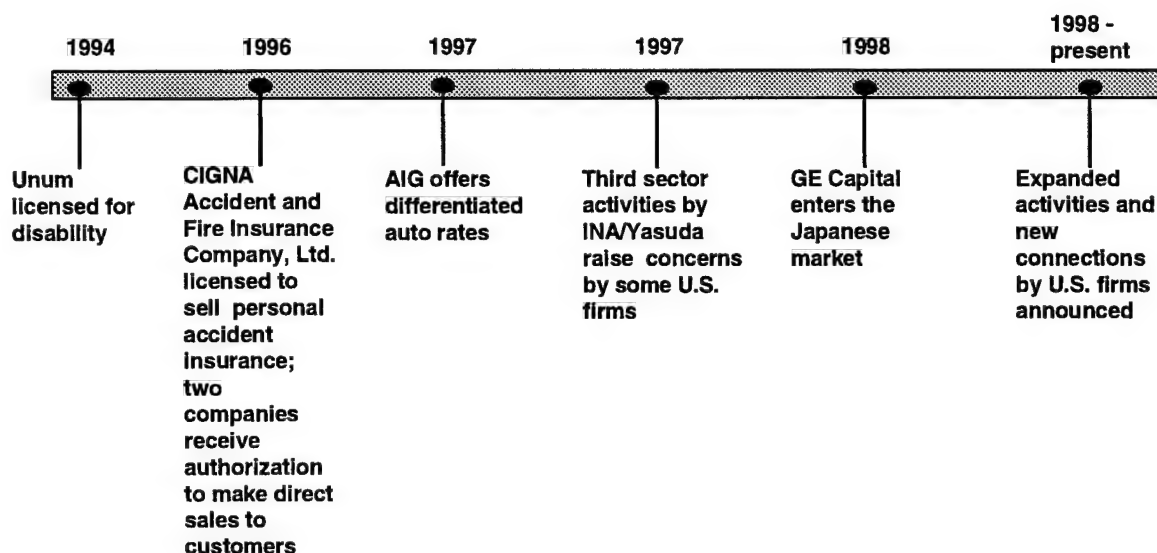 1994
1996
1997
1997
1998
1998 -
present
Unum
licensed for
disability
CIGNA
Accident and
Fire Insurance
Company, Ltd.
licensed to
sell personal
accident
insurance;
two
companies
receive
authorization
to make direct
sales to
customers
AIG offers
differentiated
auto rates
Third sector
activities by
INA/Yasuda
raise concerns
by some U.S.
firms
GE Capital
enters the
Japanese
market
Expanded
activities and
new
connections
by U.S. firms
announced